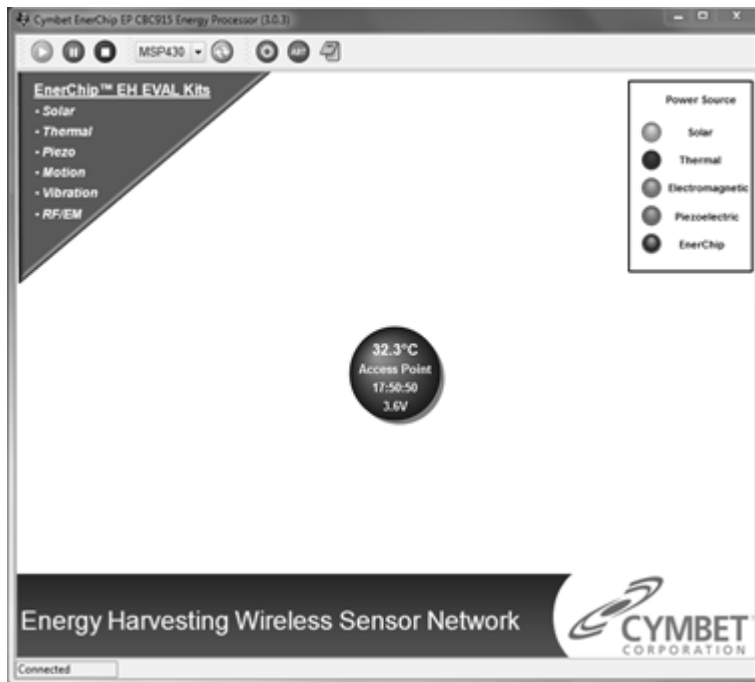 Cymbet EnerChip EP CBC915 Energy Processor (3.0.3)
MSP430
ART
EnerChip™ EH EVAL Kits
- Solar
- Thermal
- Piezo
- Motion
- Vibration
- RF/EM
Power Source
Solar
Thermal
Electromagnetic
Piezoelectric
EnerChip
32.3°C
Access Point
17:50:50
3.6V
Energy Harvesting Wireless Sensor Network
CYMBET
CORPORATION
Connected